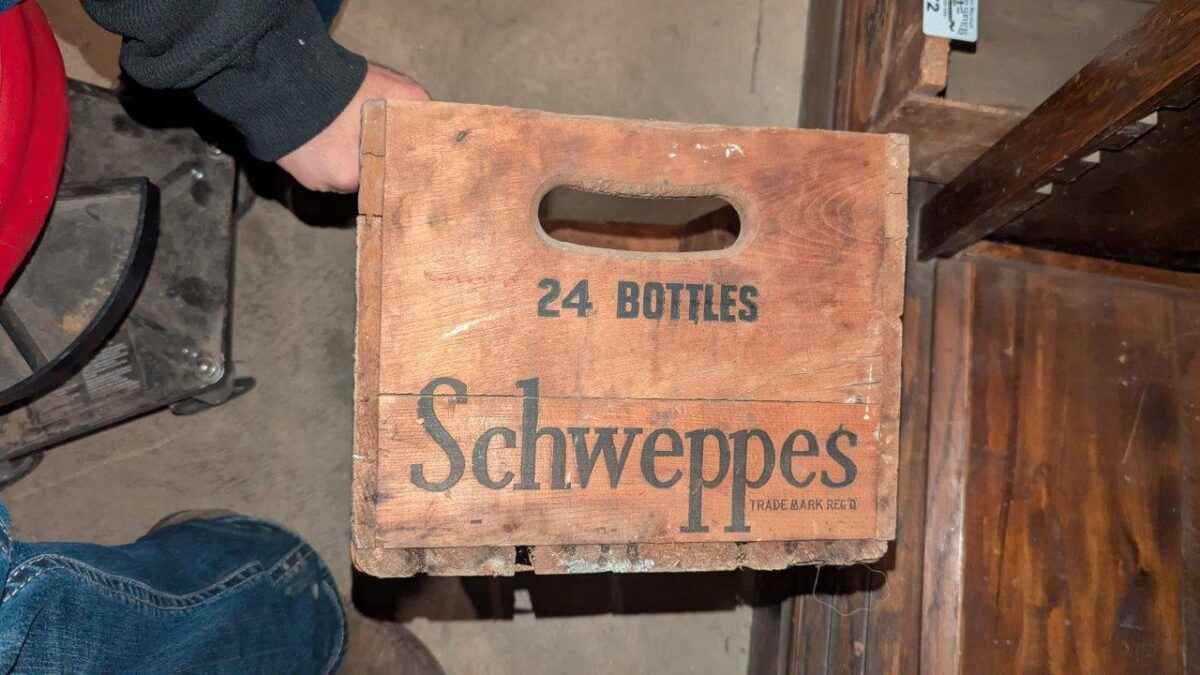 24 BOTTLES
Schweppes
TRADE MARK REG'D